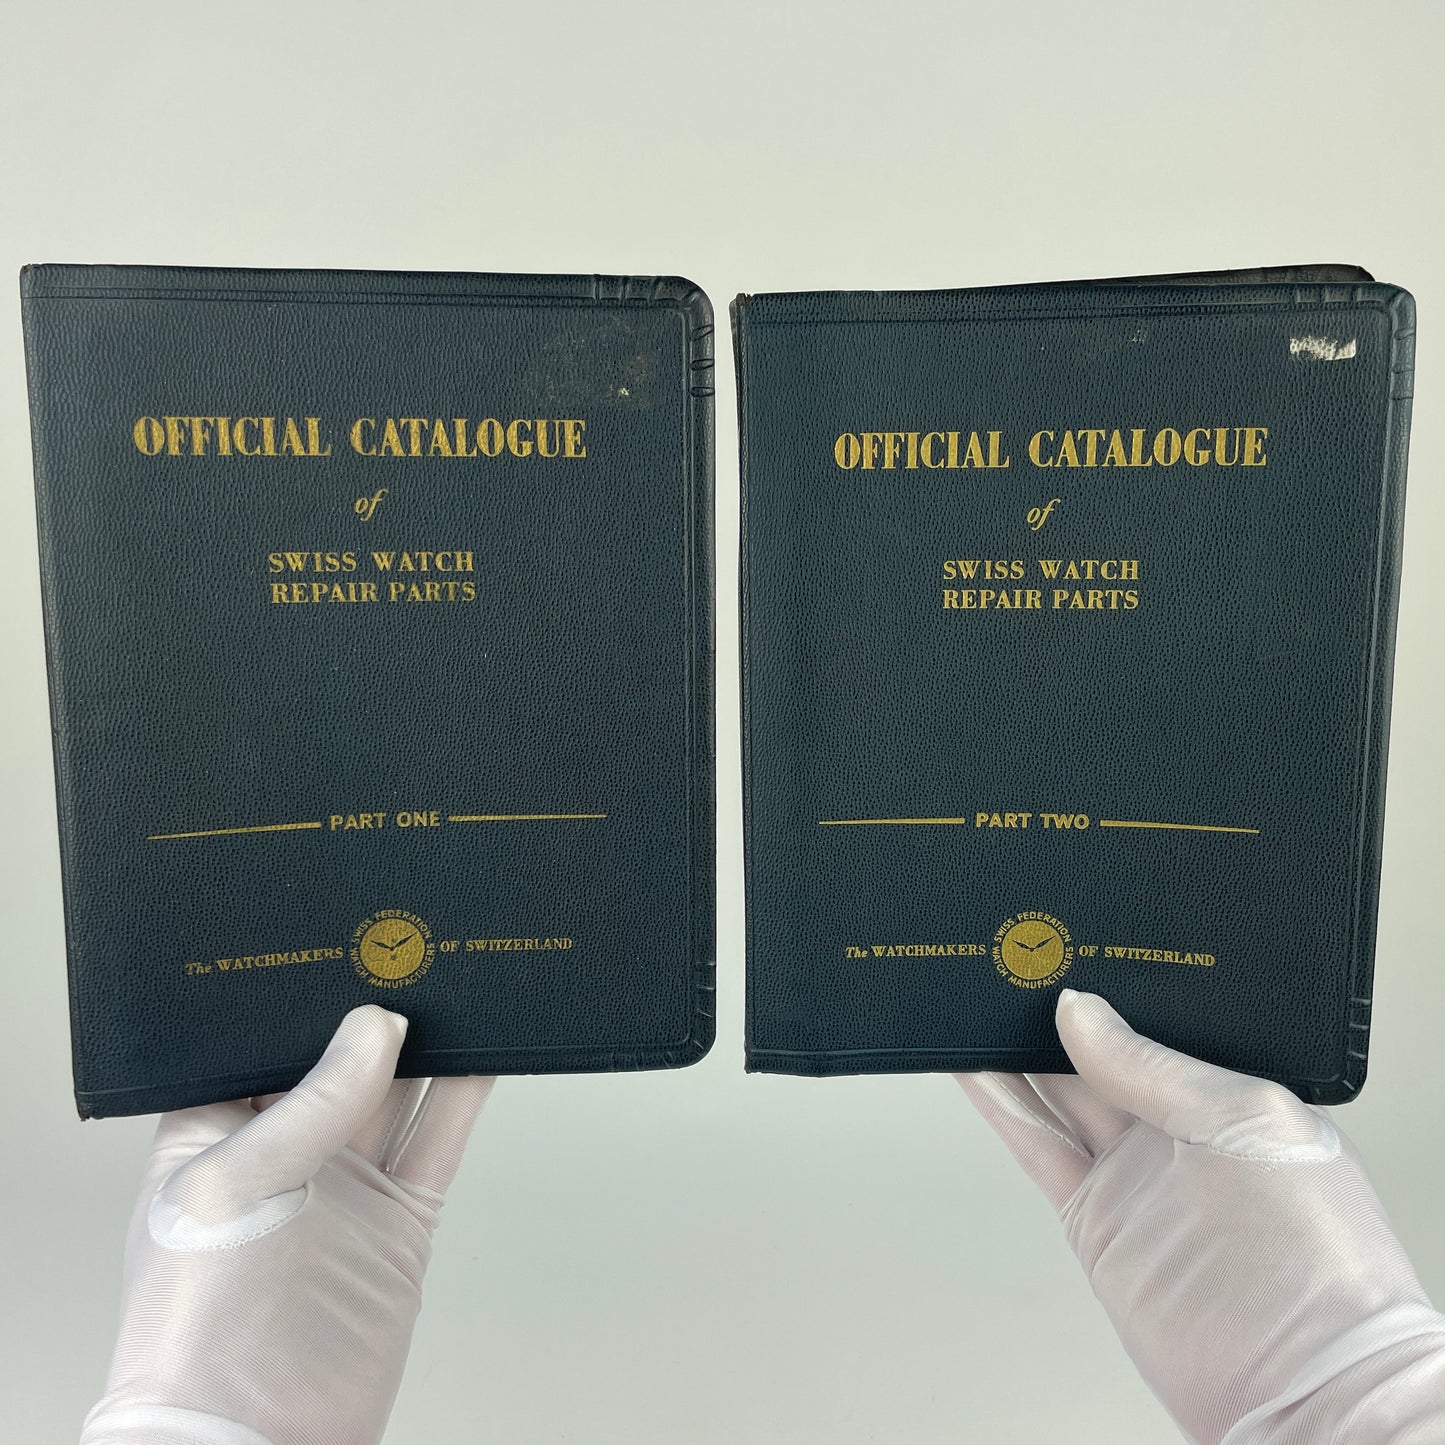 OFFICIAL CATALOGUE
of
SWISS WATCH
REPAIR PARTS
PART ONE
The WATCHMAKERS OF SWITZERLAND
SWISS FEDERATION
WATCH MANUFACTURERS
OFFICIAL CATALOGUE
of
SWISS WATCH
REPAIR PARTS
PART TWO
The WATCHMAKERS OF SWITZERLAND
SWISS FEDERATION
WATCH MANUFACTURERS